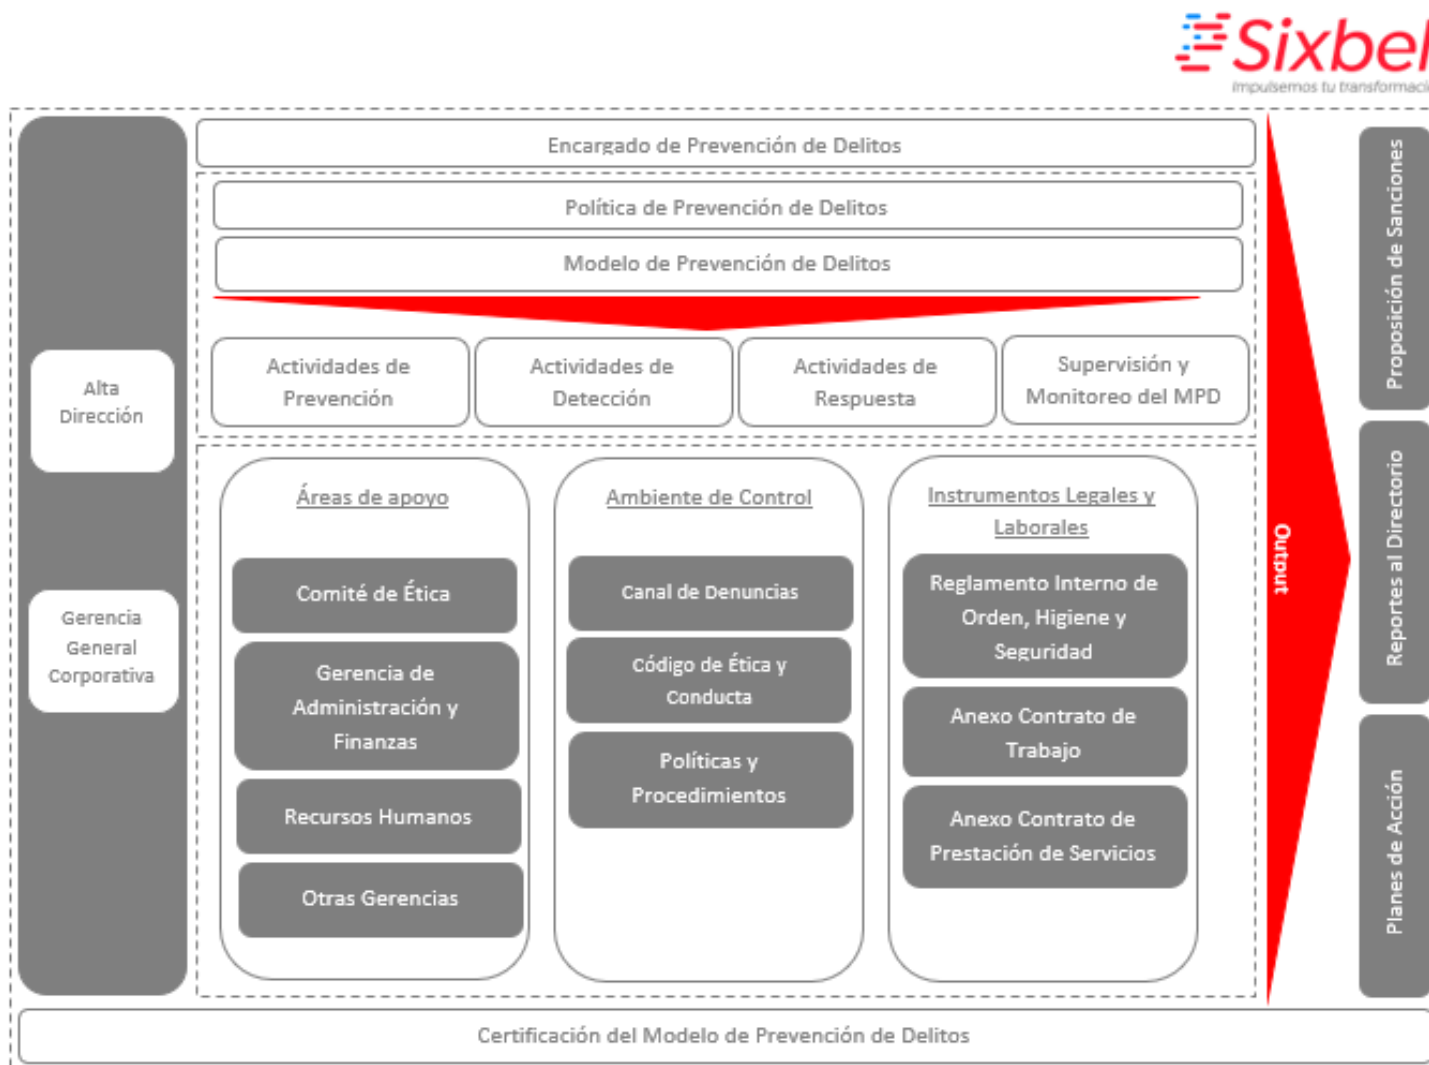 Sixbel
Impulsemos tu transformaci
Encargado de Prevención de Delitos
Política de Prevención de Delitos
Modelo de Prevención de Delitos
Actividades de
Prevención
Actividades de
Detección
Actividades de
Respuesta
Supervisión y
Monitoreo del MPD
Alta
Dirección
Gerencia
General
Corporativa
Áreas de apoyo
Comité de Ética
Gerencia de
Administración y
Finanzas
Recursos Humanos
Otras Gerencias
Ambiente de Control
Canal de Denuncias
Código de Ética y
Conducta
Políticas y
Procedimientos
Instrumentos Legales y
Laborales
Reglamento Interno de
Orden, Higiene y
Seguridad
Anexo Contrato de
Trabajo
Anexo Contrato de
Prestación de Servicios
Output
Proposición de Sanciones
Reportes al Directorio
Planes de Acción
Certificación del Modelo de Prevención de Delitos